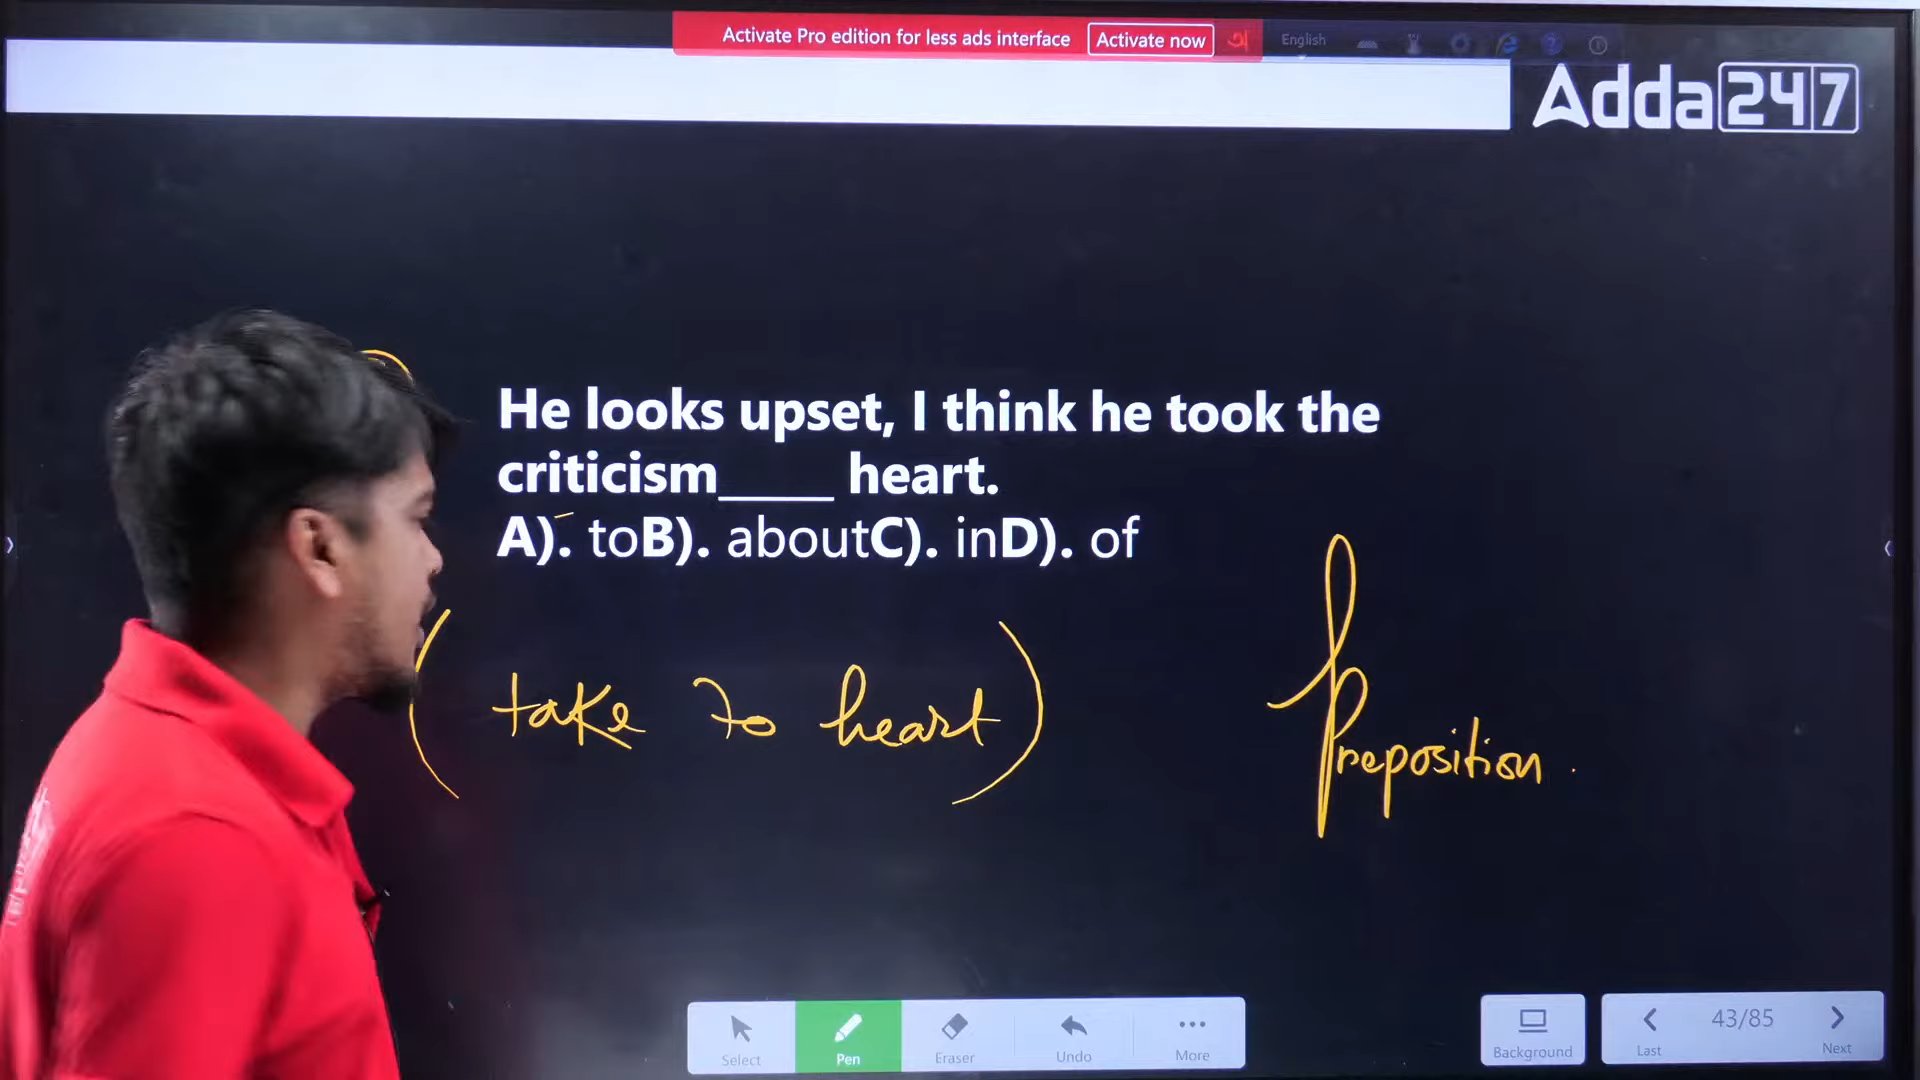 Activate Pro edition for less ads interface Activate now অ English
Adda247
He looks upset, I think he took the
criticism____ heart.
A). toB). aboutC). inD). of
(take to heart)
Preposition.
Select Pen Eraser Undo More
Background
Last 43/85 Next